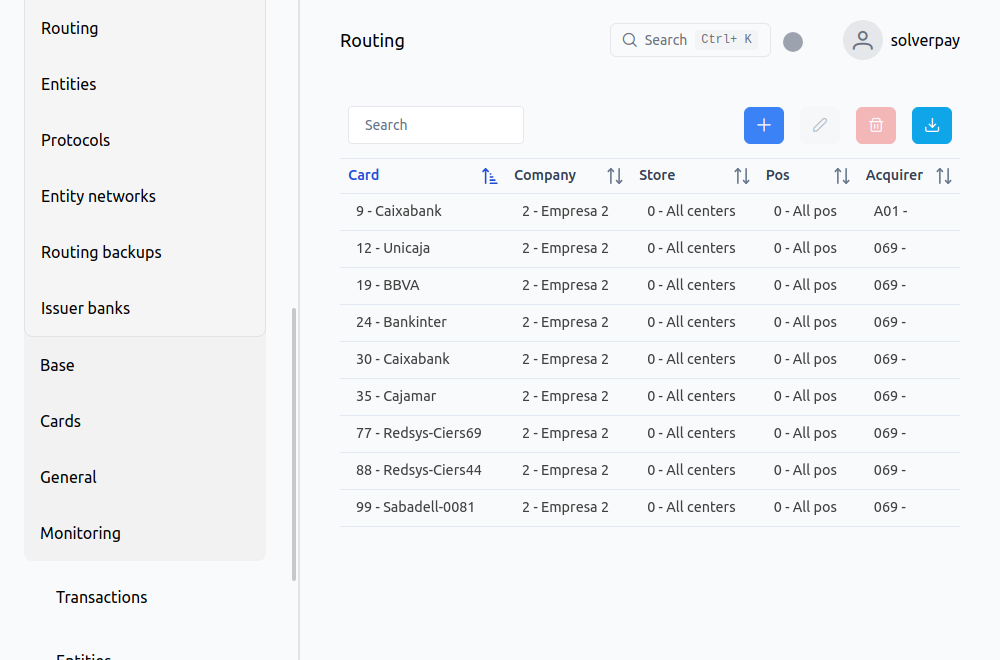 Routing
Entities
Protocols
Entity networks
Routing backups
Issuer banks
Base
Cards
General
Monitoring
Transactions
Entities
Routing
Search Ctrl+ K
solverpay
Search
Card Company Store Pos Acquirer
9 - Caixabank 2 - Empresa 2 0 - All centers 0 - All pos A01 -
12 - Unicaja 2 - Empresa 2 0 - All centers 0 - All pos 069 -
19 - BBVA 2 - Empresa 2 0 - All centers 0 - All pos 069 -
24 - Bankinter 2 - Empresa 2 0 - All centers 0 - All pos 069 -
30 - Caixabank 2 - Empresa 2 0 - All centers 0 - All pos 069 -
35 - Cajamar 2 - Empresa 2 0 - All centers 0 - All pos 069 -
77 - Redsys-Ciers69 2 - Empresa 2 0 - All centers 0 - All pos 069 -
88 - Redsys-Ciers44 2 - Empresa 2 0 - All centers 0 - All pos 069 -
99 - Sabadell-0081 2 - Empresa 2 0 - All centers 0 - All pos 069 -